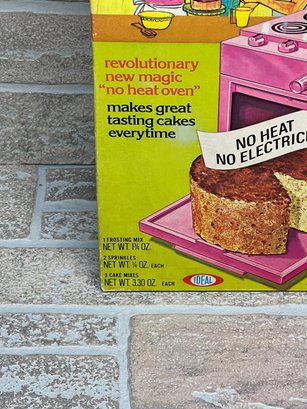 revolutionary
new magic
"no heat oven"
makes great
tasting cakes
everytime
NO HEAT
NO ELECTRIC
1 FROSTING MIX
NET WT. 1¼ OZ.
2 SPRINKLES
NET WT. ¼ OZ. EACH
3 CAKE MIXES
NET WT. 3.30 OZ. EACH
IDEAL